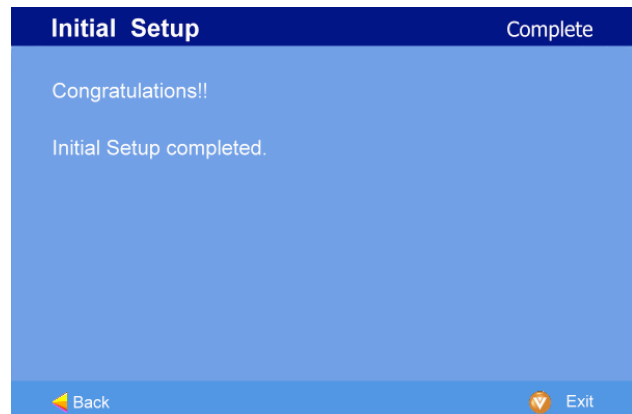 Initial Setup Complete
Congratulations!!
Initial Setup completed.
Back Exit